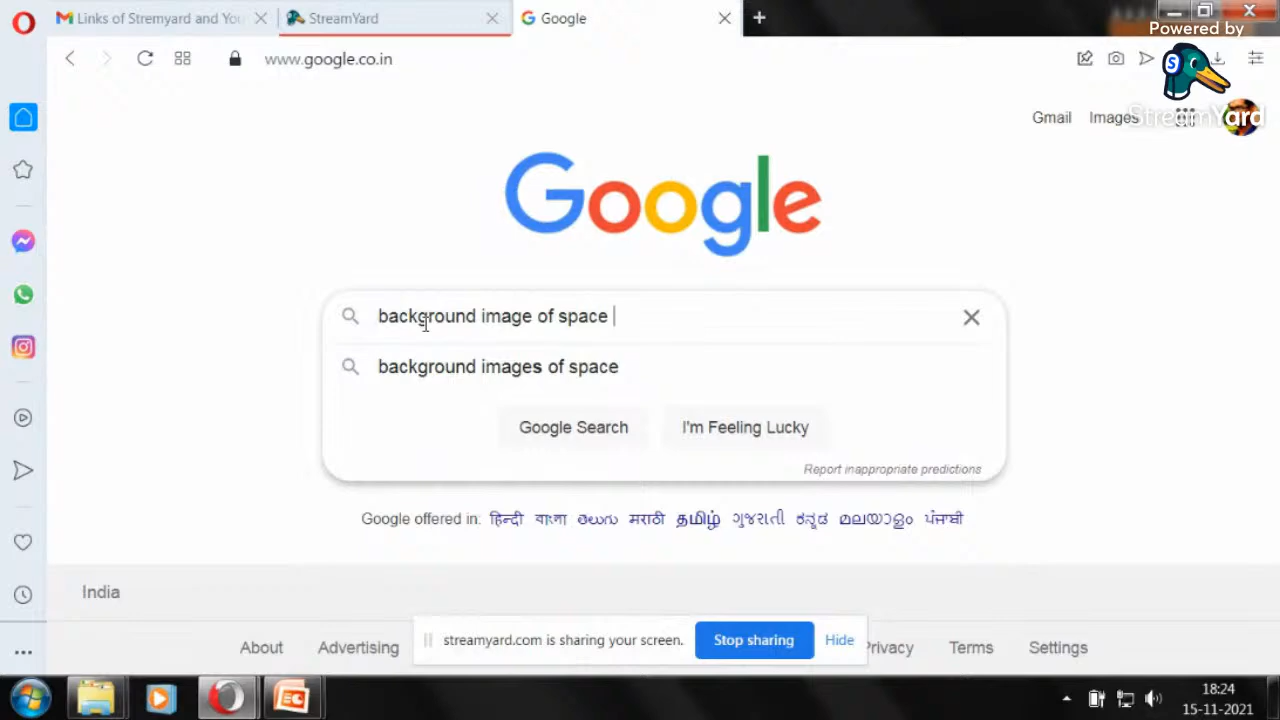 Links of Stremyard and You
StreamYard
Google
Powered by
www.google.co.in
Gmail
Images
StreamYard
Google
background image of space
background images of space
Google Search
I'm Feeling Lucky
Report inappropriate predictions
Google offered in: हिन्दी বাংলা తెలుగు मराठी தமிழ் ગુજરાતી ಕನ್ನಡ മലയാളം ਪੰਜਾਬੀ
India
streamyard.com is sharing your screen.
Stop sharing
Hide
About
Advertising
Privacy
Terms
Settings
18:24
15-11-2021